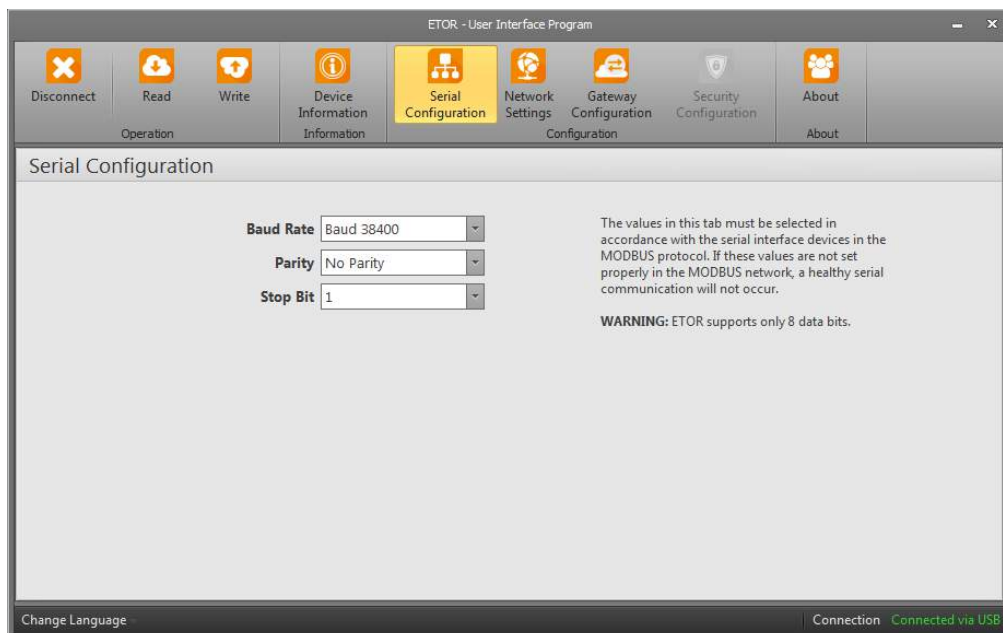 ETOR - User Interface Program
Disconnect
Read
Write
Device
Information
Serial
Configuration
Network
Settings
Gateway
Configuration
Security
Configuration
About
Operation
Information
Configuration
About
Serial Configuration
Baud Rate Baud 38400
Parity No Parity
Stop Bit 1
The values in this tab must be selected in
accordance with the serial interface devices in the
MODBUS protocol. If these values are not set
properly in the MODBUS network, a healthy serial
communication will not occur.
WARNING: ETOR supports only 8 data bits.
Change Language
Connection Connected via USB